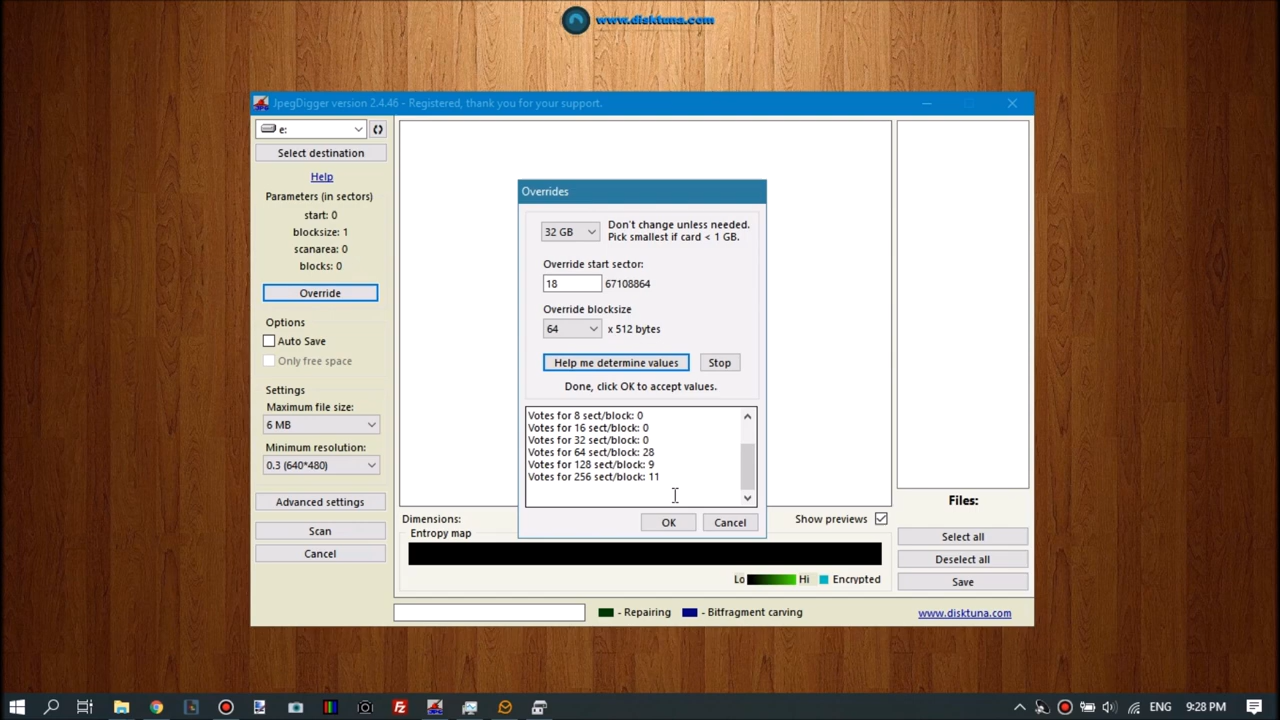 www.disktuna.com
JpegDigger version 2.4.46 - Registered, thank you for your support.
e:
Select destination
Help
Parameters (in sectors)
start: 0
blocksize: 1
scanarea: 0
blocks: 0
Override
Options
Auto Save
Only free space
Settings
Maximum file size:
6 MB
Minimum resolution:
0.3 (640*480)
Advanced settings
Scan
Cancel
Overrides
32 GB
Don't change unless needed.
Pick smallest if card < 1 GB.
Override start sector:
18 67108864
Override blocksize
64 x 512 bytes
Help me determine values Stop
Done, click OK to accept values.
Votes for 8 sect/block: 0
Votes for 16 sect/block: 0
Votes for 32 sect/block: 0
Votes for 64 sect/block: 28
Votes for 128 sect/block: 9
Votes for 256 sect/block: 11
OK Cancel
Dimensions:
Show previews
Entropy map
Lo Hi Encrypted
- Repairing - Bitfragment carving
Files:
Select all
Deselect all
Save
www.disktuna.com
ENG 9:28 PM